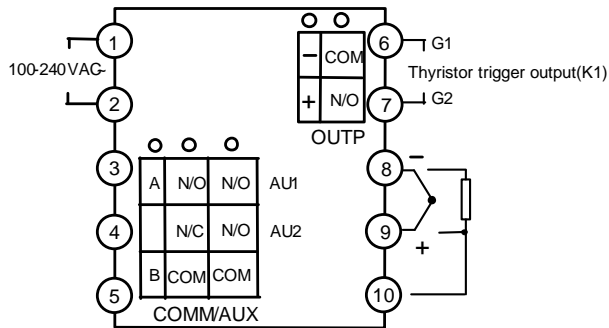 1
6
G1
100-240VAC~
− COM
Thyristor trigger output(K1)
2
+ N/O
7
G2
OUTP
3
8
−
A N/O N/O AU1
4
N/C N/O AU2
9
+
B COM COM
5
10
COMM/AUX